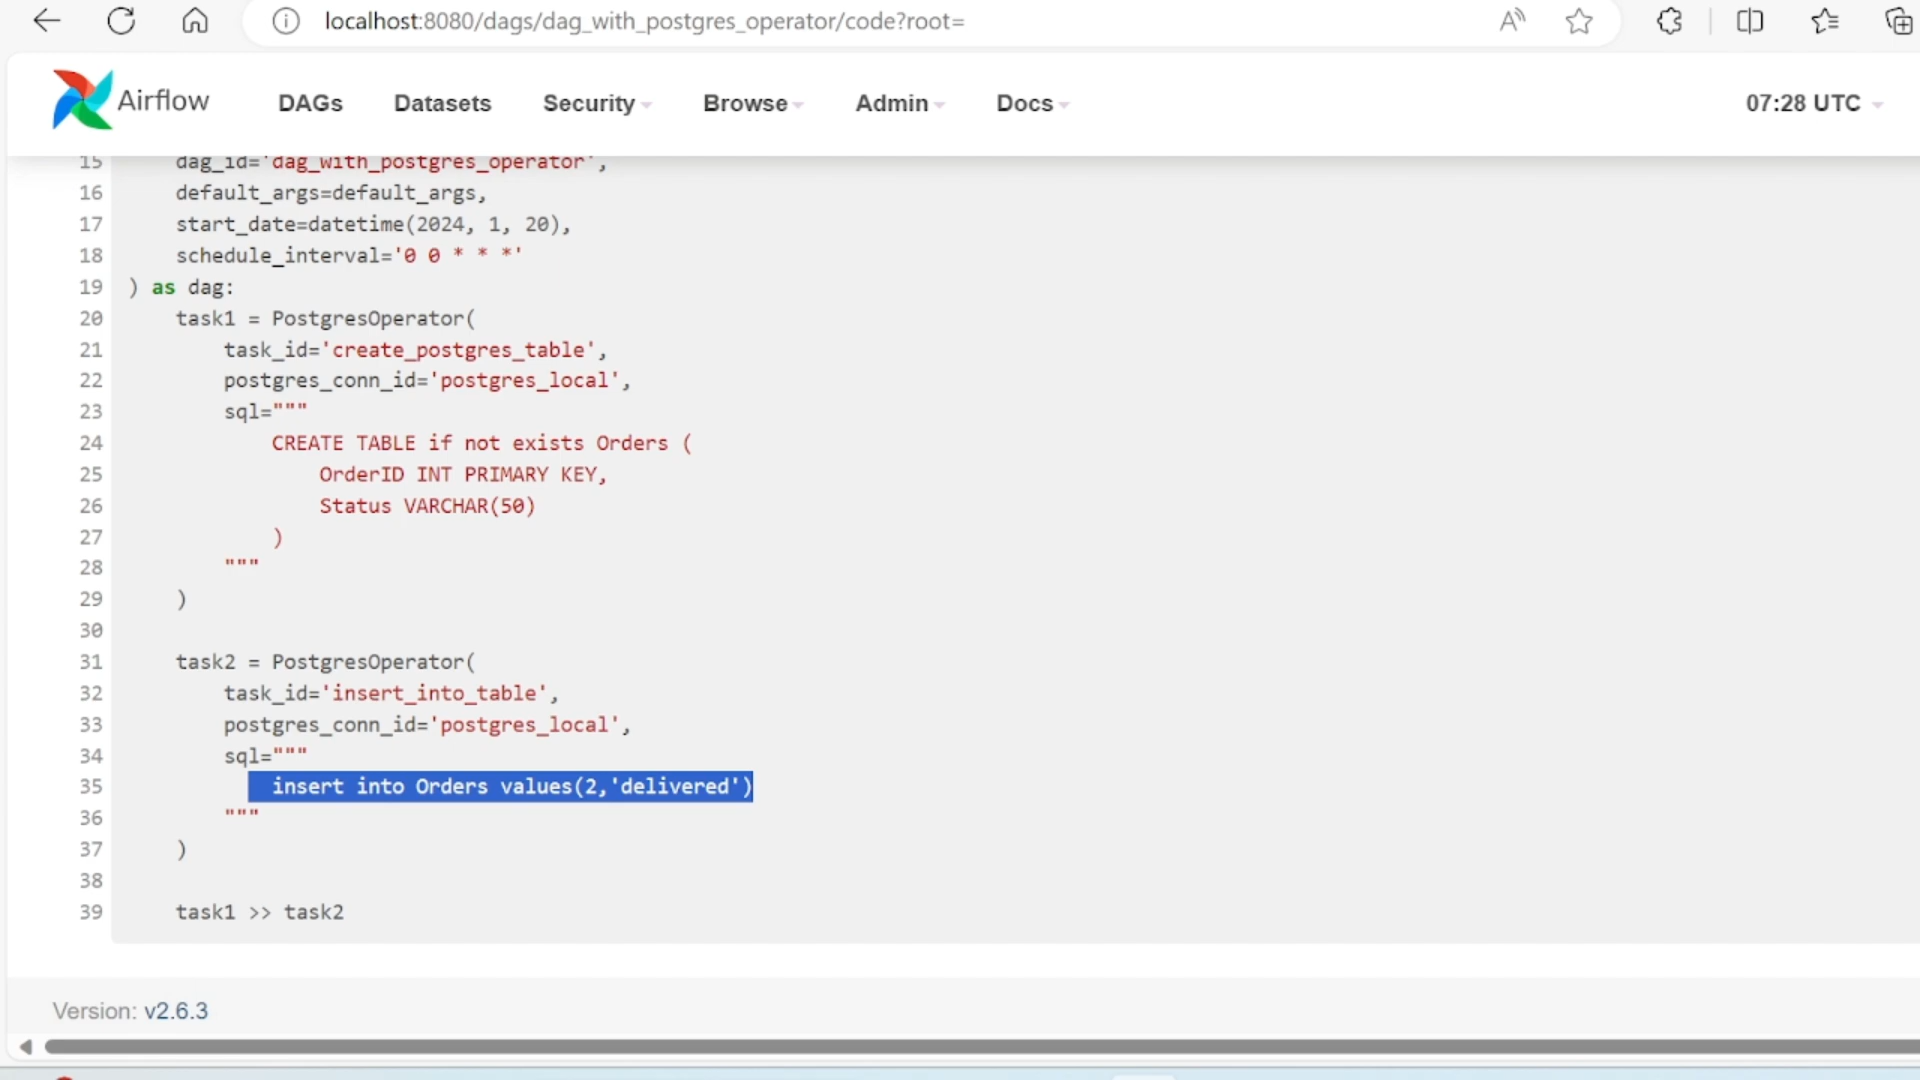 localhost:8080/dags/dag_with_postgres_operator/code?root=
Airflow DAGs Datasets Security Browse Admin Docs 07:28 UTC
15 dag_id='dag_with_postgres_operator',
16 default_args=default_args,
17 start_date=datetime(2024, 1, 20),
18 schedule_interval='0 0 * * *'
19 ) as dag:
20 task1 = PostgresOperator(
21 task_id='create_postgres_table',
22 postgres_conn_id='postgres_local',
23 sql="""
24 CREATE TABLE if not exists Orders (
25 OrderID INT PRIMARY KEY,
26 Status VARCHAR(50)
27 )
28 """
29 )
30
31 task2 = PostgresOperator(
32 task_id='insert_into_table',
33 postgres_conn_id='postgres_local',
34 sql="""
35 insert into Orders values(2,'delivered')
36 """
37 )
38
39 task1 >> task2
Version: v2.6.3